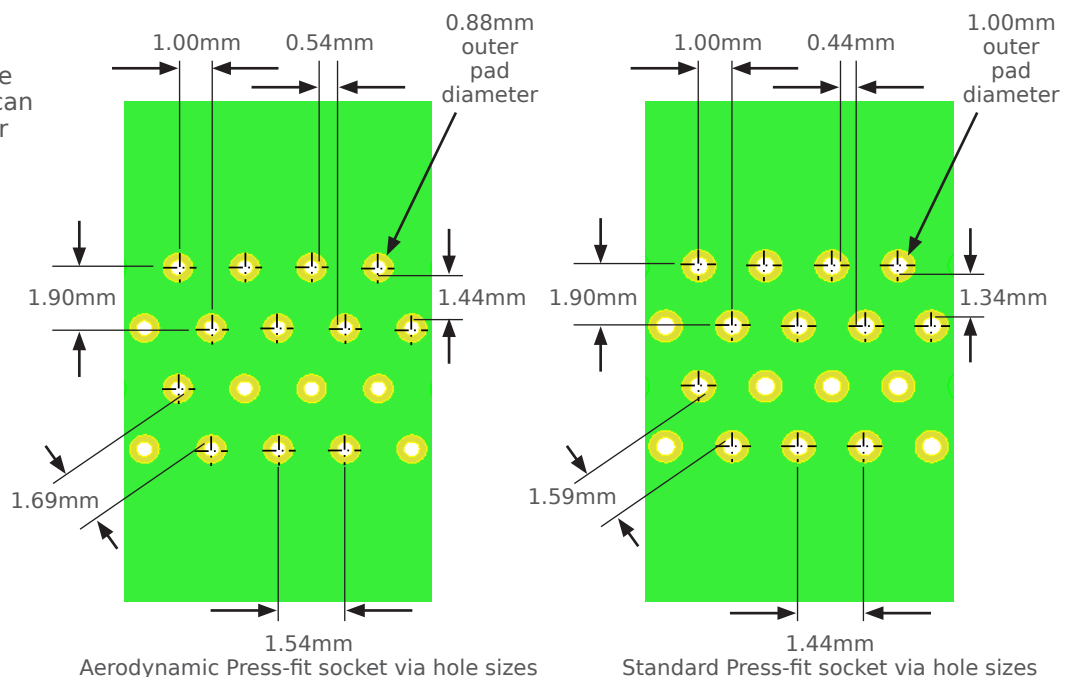 e
can
r
1.00mm
0.54mm
0.88mm
outer
pad
diameter
1.90mm
1.44mm
1.69mm
1.54mm
Aerodynamic Press-fit socket via hole sizes
1.00mm
0.44mm
1.00mm
outer
pad
diameter
1.90mm
1.34mm
1.59mm
1.44mm
Standard Press-fit socket via hole sizes